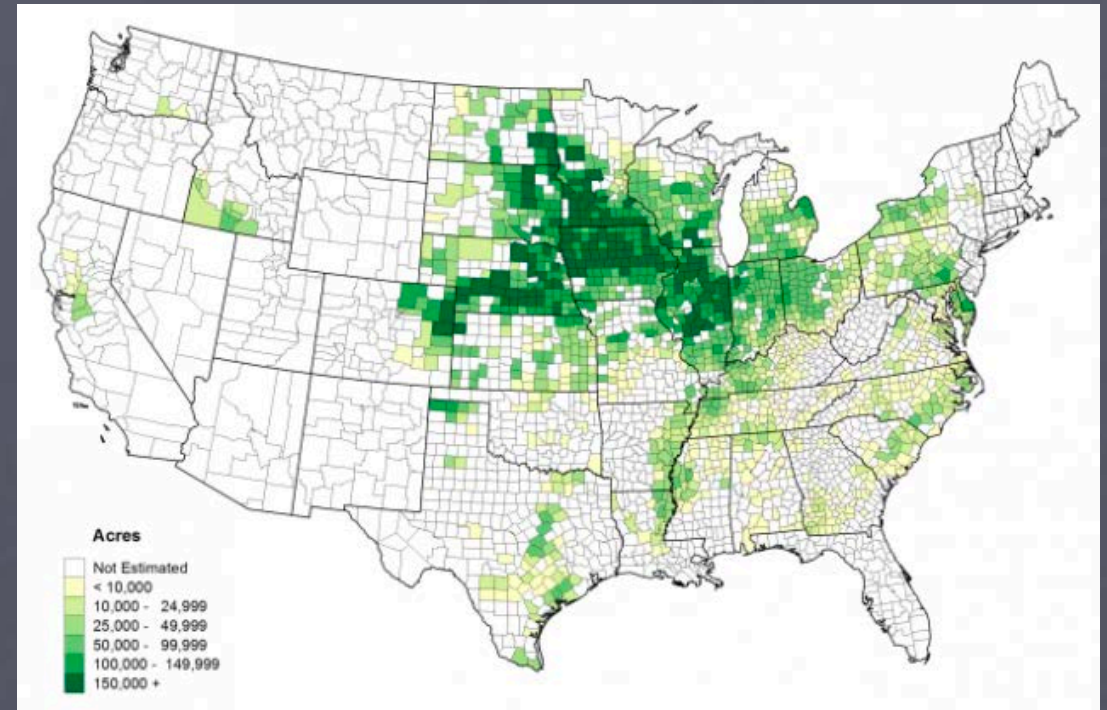 Acres
Not Estimated
< 10,000
10,000 - 24,999
25,000 - 49,999
50,000 - 99,999
100,000 - 149,999
150,000 +